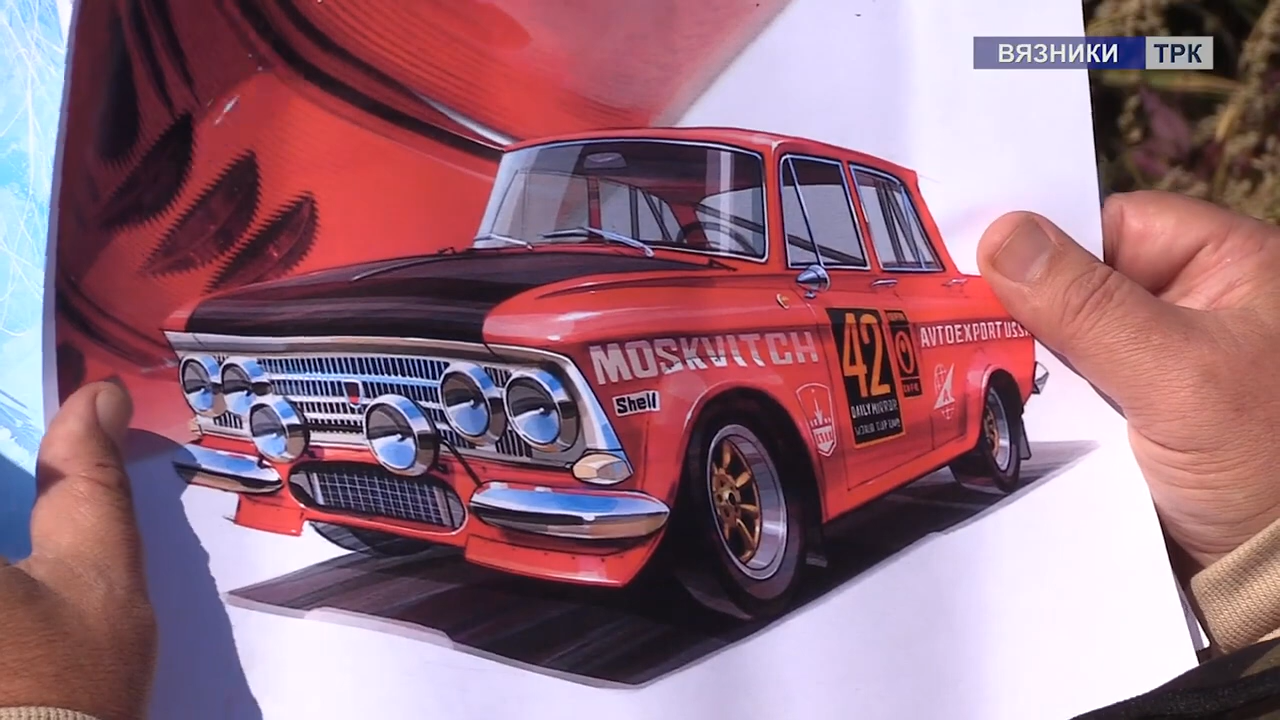 ВЯЗНИКИ ТРК
MOSKVITCH
Shell
42
DAILY MIRROR
AVTOEXPORT USSR